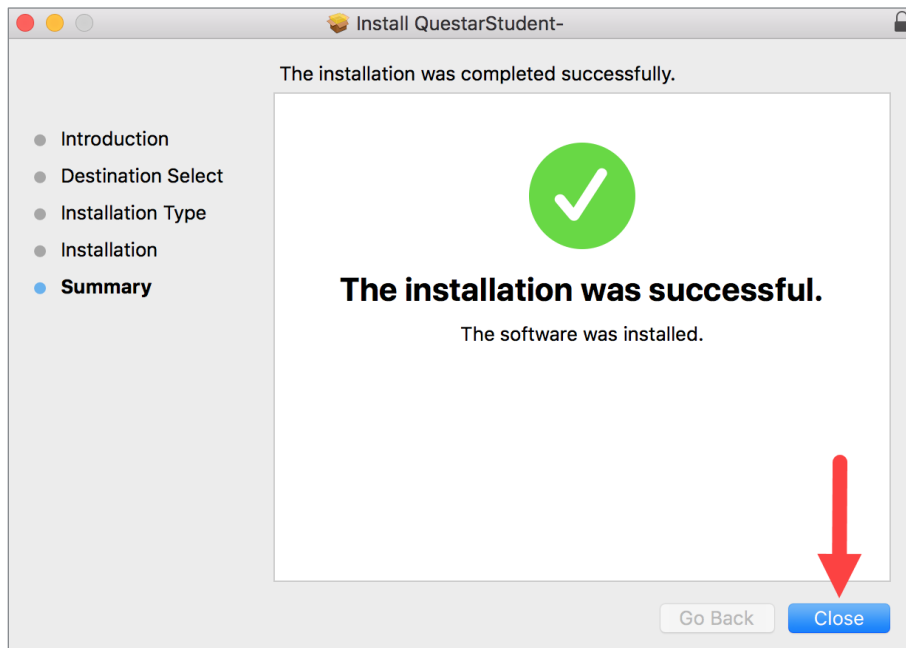 Install QuestarStudent-
The installation was completed successfully.
Introduction
Destination Select
Installation Type
Installation
Summary
The installation was successful.
The software was installed.
Go Back
Close